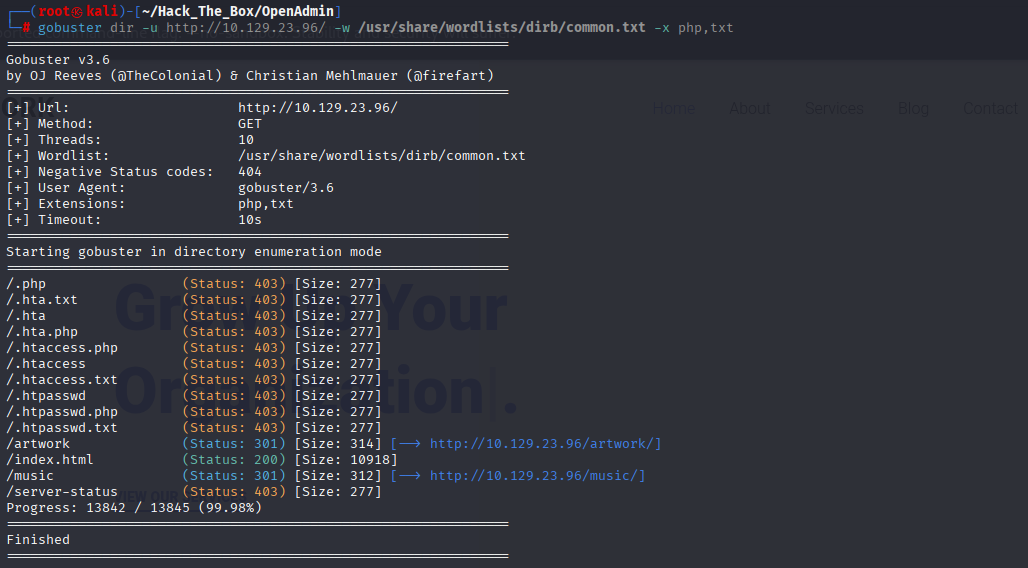 (root㉿kali)-[~/Hack_The_Box/OpenAdmin]
# gobuster dir -u http://10.129.23.96/ -w /usr/share/wordlists/dirb/common.txt -x php,txt
===============================================================
Gobuster v3.6
by OJ Reeves (@TheColonial) & Christian Mehlmauer (@firefart)
===============================================================
[+] Url:                     http://10.129.23.96/
[+] Method:                  GET
[+] Threads:                 10
[+] Wordlist:                /usr/share/wordlists/dirb/common.txt
[+] Negative Status codes:   404
[+] User Agent:              gobuster/3.6
[+] Extensions:              php,txt
[+] Timeout:                 10s
===============================================================
Starting gobuster in directory enumeration mode
===============================================================
/.php                 (Status: 403) [Size: 277]
/.hta.txt             (Status: 403) [Size: 277]
/.hta                 (Status: 403) [Size: 277]
/.hta.php             (Status: 403) [Size: 277]
/.htaccess.php        (Status: 403) [Size: 277]
/.htaccess            (Status: 403) [Size: 277]
/.htaccess.txt        (Status: 403) [Size: 277]
/.htpasswd            (Status: 403) [Size: 277]
/.htpasswd.php        (Status: 403) [Size: 277]
/.htpasswd.txt        (Status: 403) [Size: 277]
/artwork              (Status: 301) [Size: 314] [--> http://10.129.23.96/artwork/]
/index.html           (Status: 200) [Size: 10918]
/music                (Status: 301) [Size: 312] [--> http://10.129.23.96/music/]
/server-status        (Status: 403) [Size: 277]
Progress: 13842 / 13845 (99.98%)
===============================================================
Finished
===============================================================
Home About Services Blog Contact
Your